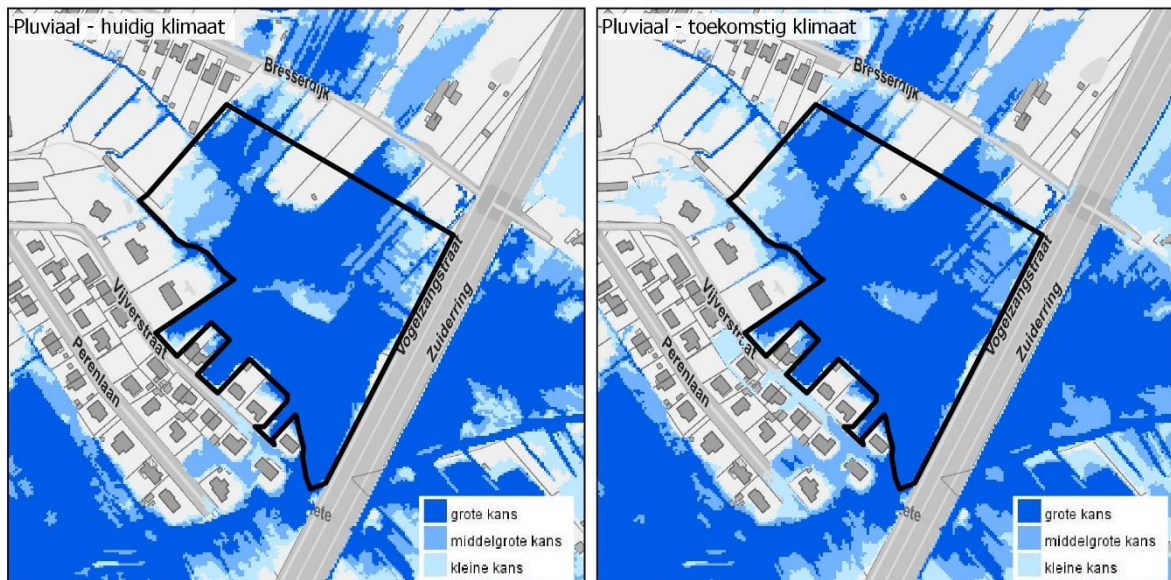 Pluviaal - huidig klimaat
Bresserdijk
Vogelzangstraat
Zuiderring
Vijverstraat
Perenlaan
grote kans
middelgrote kans
kleine kans
Pluviaal - toekomstig klimaat
Bresserdijk
Vogelzangstraat
Zuiderring
Vijverstraat
Perenlaan
grote kans
middelgrote kans
kleine kans